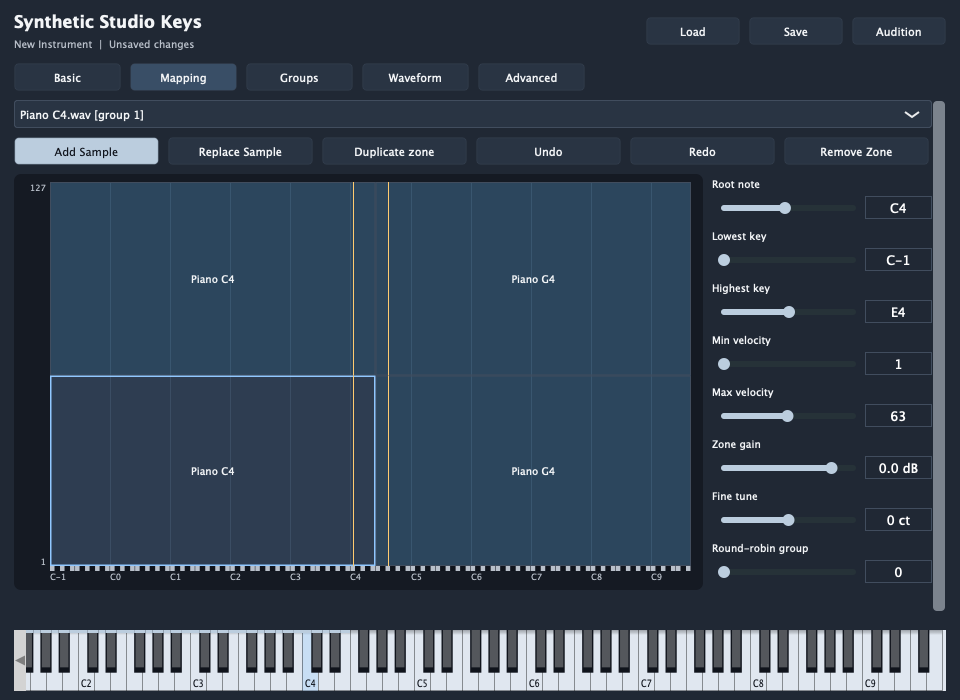 Synthetic Studio Keys
New Instrument | Unsaved changes
Load Save Audition
Basic Mapping Groups Waveform Advanced
Piano C4.wav [group 1]
Add Sample Replace Sample Duplicate zone Undo Redo Remove Zone
127
Piano C4 Piano G4
Piano C4 Piano G4
1
C-1 C0 C1 C2 C3 C4 C5 C6 C7 C8 C9
Root note
C4
Lowest key
C-1
Highest key
E4
Min velocity
1
Max velocity
63
Zone gain
0.0 dB
Fine tune
0 ct
Round-robin group
0
C2 C3 C4 C5 C6 C7 C8 C9